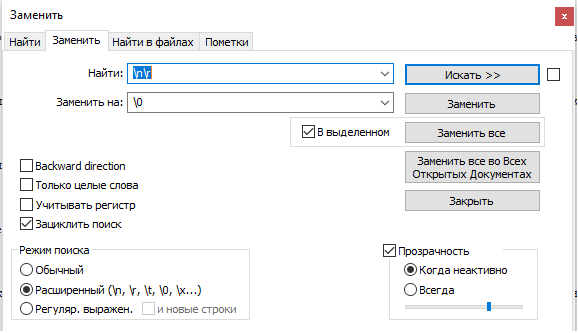 Заменить
x
Найти Заменить Найти в файлах Пометки
Найти: \n\r Искать >>
Заменить на: \0 Заменить
В выделенном Заменить все
Backward direction
Заменить все во Всех
Открытых Документах
Только целые слова
Учитывать регистр
Закрыть
Зациклить поиск
Режим поиска
Обычный
Расширенный (\n, \r, \t, \0, \x...)
Регуляр. выражен. и новые строки
Прозрачность
Когда неактивно
Всегда